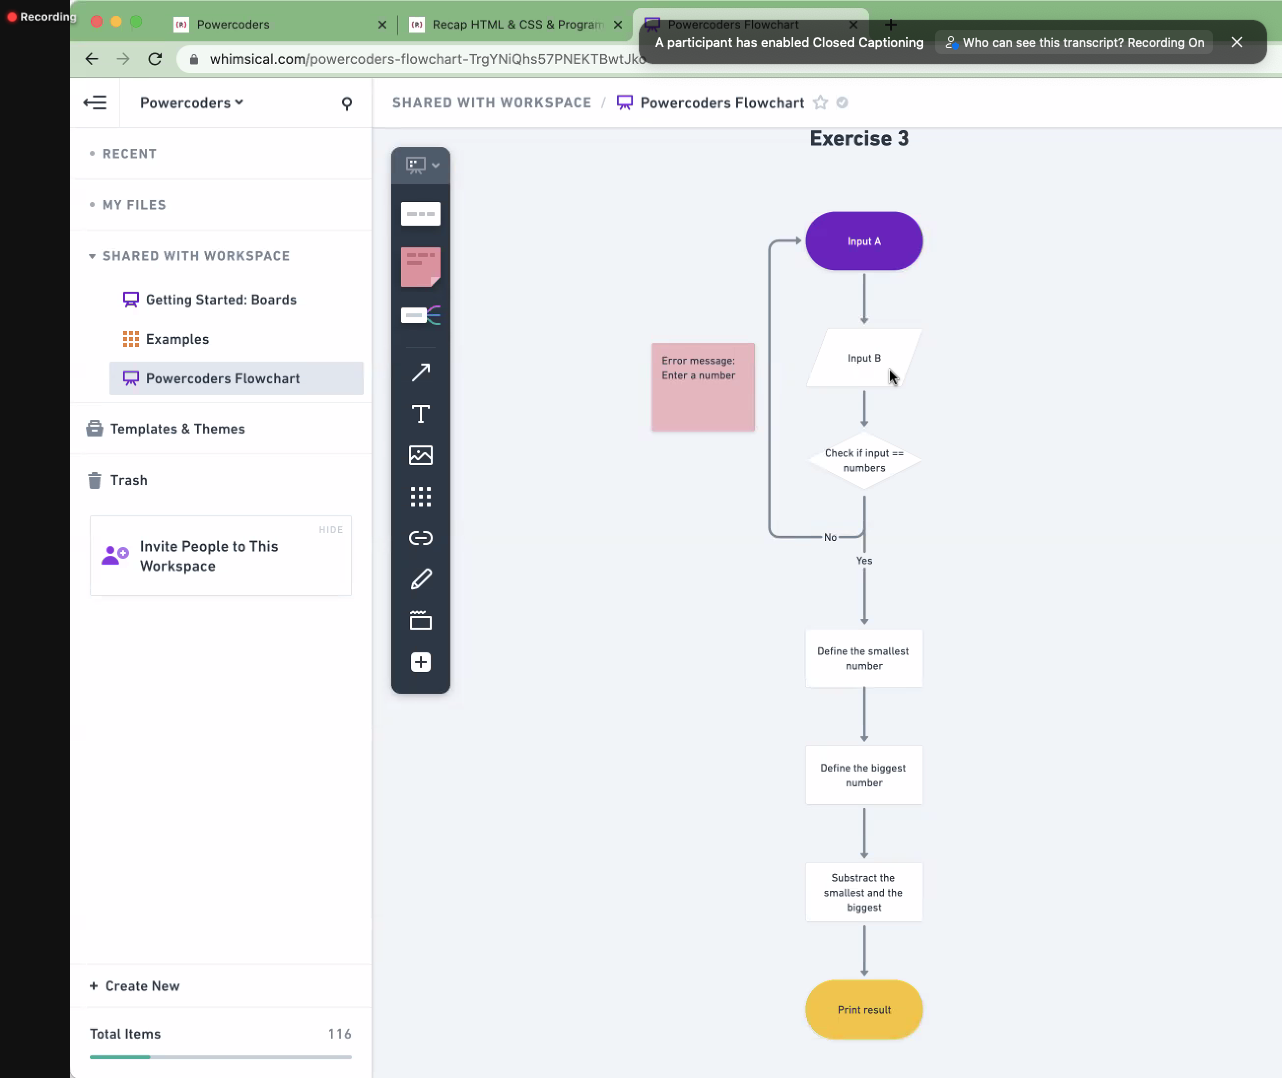 Recording
Powercoders
Recap HTML & CSS & Program
Powercoders Flowchart
A participant has enabled Closed Captioning
Who can see this transcript? Recording On
whimsical.com/powercoders-flowchart-TrgYNiQhs57PNEKTBwtJko
Powercoders
SHARED WITH WORKSPACE / Powercoders Flowchart
RECENT
MY FILES
SHARED WITH WORKSPACE
Getting Started: Boards
Examples
Powercoders Flowchart
Templates & Themes
Trash
HIDE
Invite People to This
Workspace
+ Create New
Total Items 116
Exercise 3
Input A
Input B
Error message:
Enter a number
Check if input ==
numbers
No
Yes
Define the smallest
number
Define the biggest
number
Substract the
smallest and the
biggest
Print result